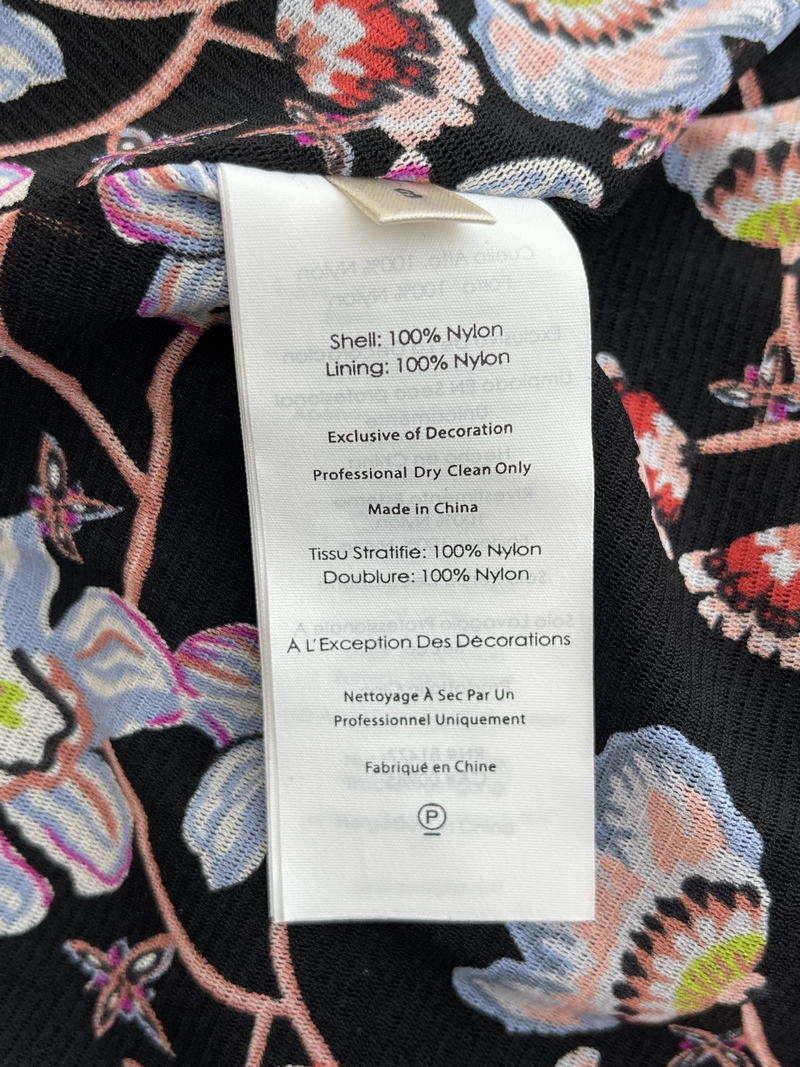 Shell: 100% Nylon
Lining: 100% Nylon
Exclusive of Decoration
Professional Dry Clean Only
Made in China
Tissu Stratifié: 100% Nylon
Doublure: 100% Nylon
À L'Exception Des Décorations
Nettoyage À Sec Par Un
Professionnel Uniquement
Fabriqué en Chine
P